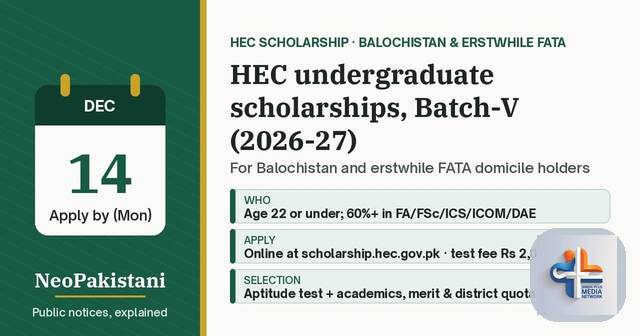 DEC
14
Apply by (Mon)
NeoPakistani
Public notices, explained
HEC SCHOLARSHIP · BALOCHISTAN & ERSTWHILE FATA
HEC undergraduate
scholarships, Batch-V
(2026-27)
For Balochistan and erstwhile FATA domicile holders
WHO
Age 22 or under; 60%+ in FA/FSc/ICS/ICOM/DAE
APPLY
Online at scholarship.hec.gov.pk · test fee Rs
SELECTION
Aptitude test + academics, merit & district quota
MEDIA
NETWORK